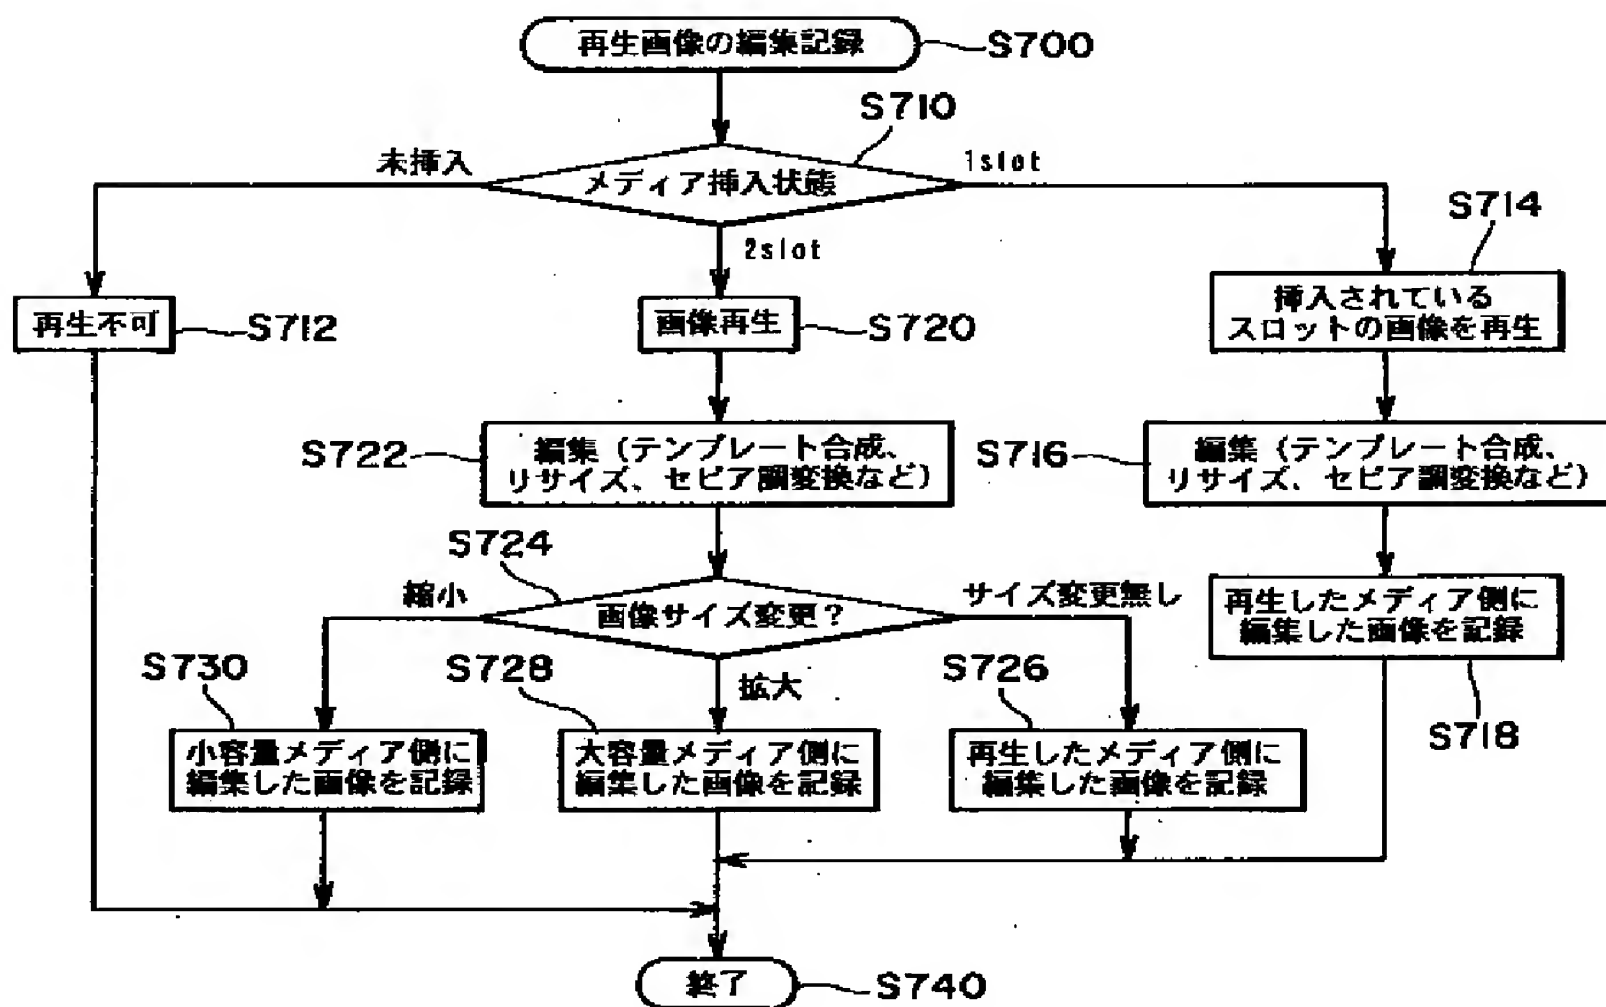 再生画像の編集記録
S700
S710
未挿入
メディア挿入状態
1slot
S714
2slot
再生不可
S712
画像再生
S720
挿入されている
スロットの画像を再生
S722
編集(テンプレート合成、
リサイズ、セピア調変換など)
S716
編集(テンプレート合成、
リサイズ、セピア調変換など)
S724
縮小
画像サイズ変更?
サイズ変更無し
再生したメディア側に
編集した画像を記録
S730
S728
拡大
S726
S718
小容量メディア側に
編集した画像を記録
大容量メディア側に
編集した画像を記録
再生したメディア側に
編集した画像を記録
終了
S740